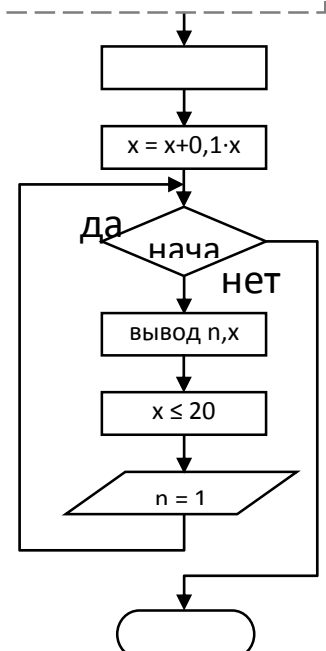 x = x+0,1·x
да
нача
нет
вывод n,x
x ≤ 20
n = 1